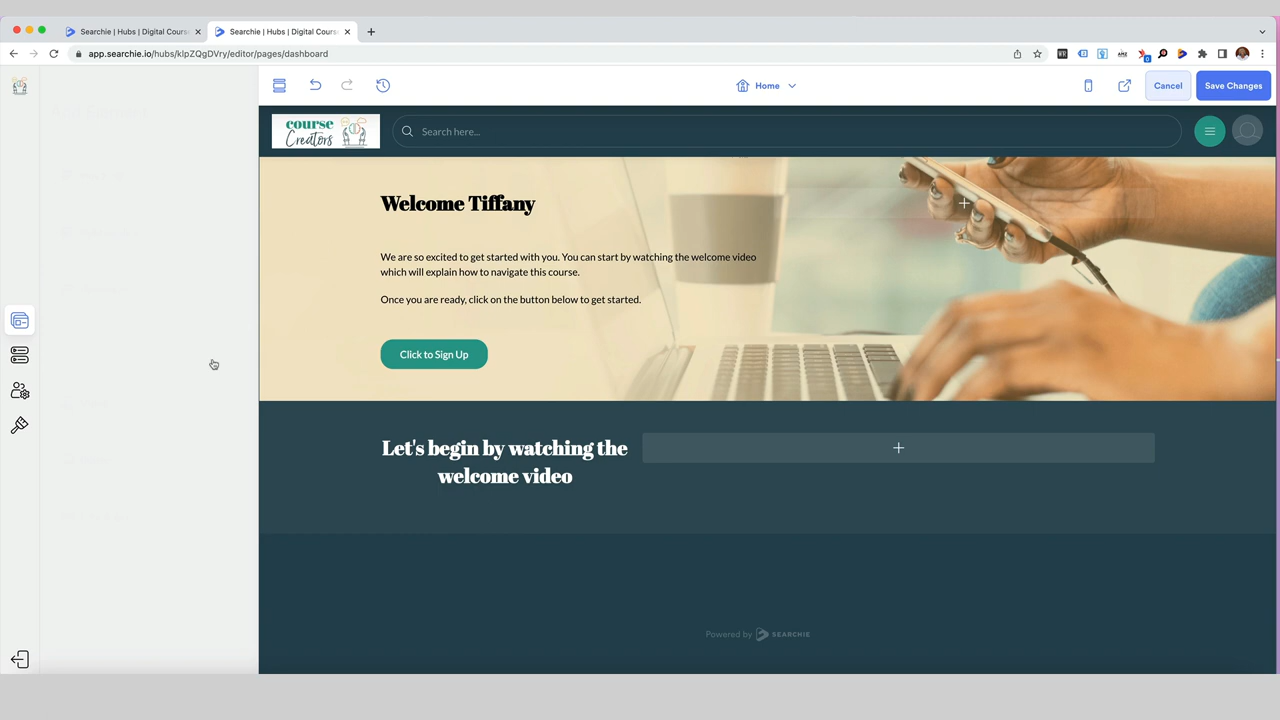 Searchie | Hubs | Digital Cours
Searchie | Hubs | Digital Cours
app.searchie.io/hubs/klpZQgDVry/editor/pages/dashboard
Home
Cancel
Save Changes
course
Creators
Search here...
Welcome Tiffany
We are so excited to get started with you. You can start by watching the welcome video
which will explain how to navigate this course.
Once you are ready, click on the button below to get started.
Click to Sign Up
Let's begin by watching the
welcome video
Powered by SEARCHIE